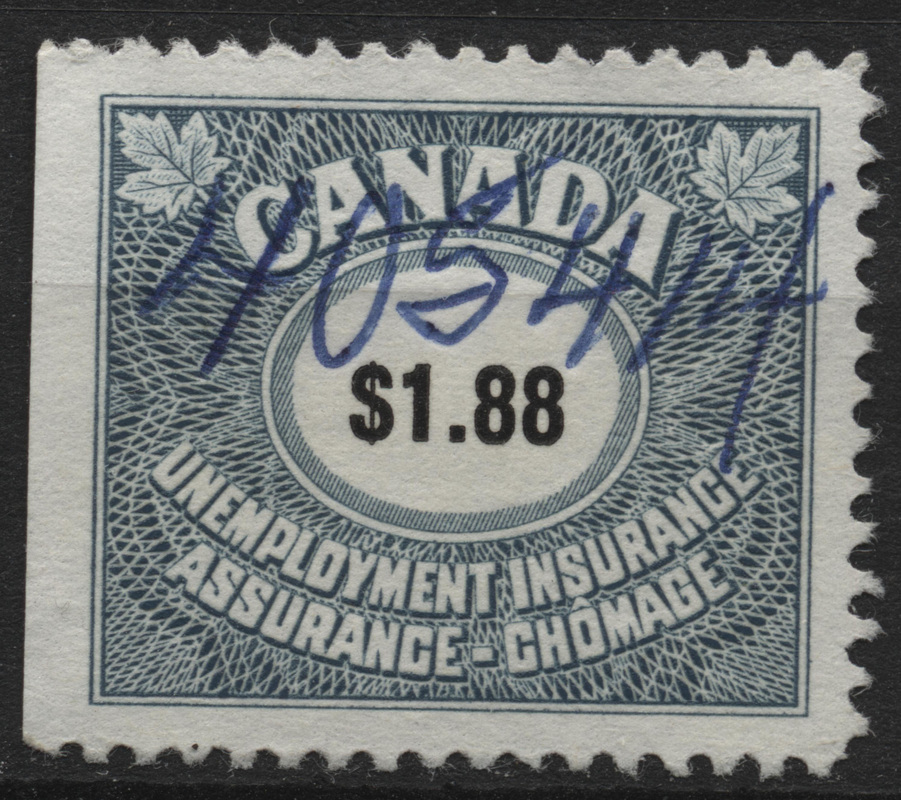 CANADA
$1.88
UNEMPLOYMENT INSURANCE
ASSURANCE - CHÔMAGE